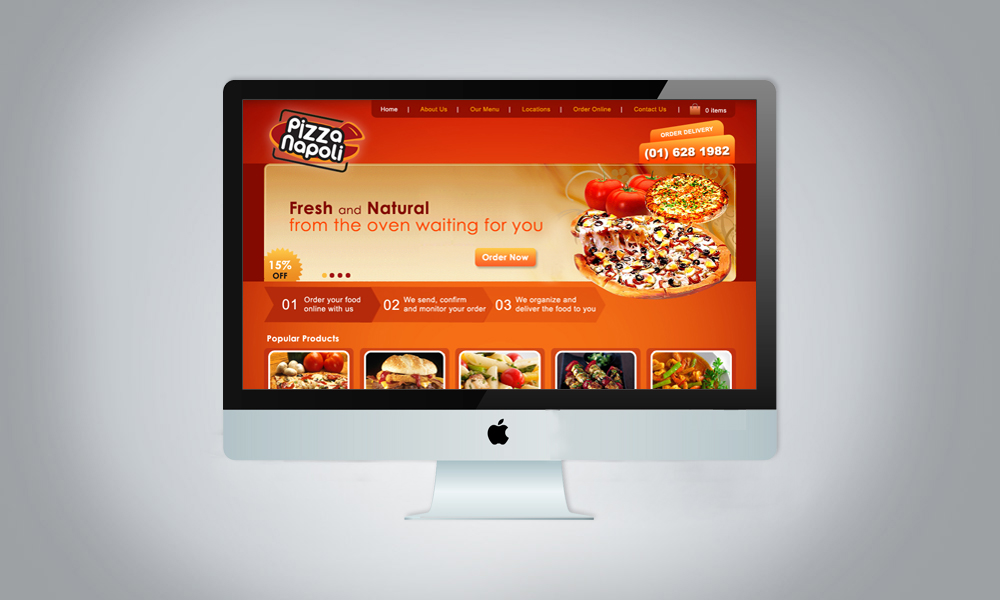 Home | About Us | Our Menu | Locations | Order Online | Contact Us | 0 items
Pizza
Napoli
ORDER DELIVERY
(01) 628 1982
Fresh and Natural
from the oven waiting for you
Order Now
15%
OFF
01 Order your food
online with us
02 We send, confirm
and monitor your order
03 We organize and
deliver the food to you
Popular Products